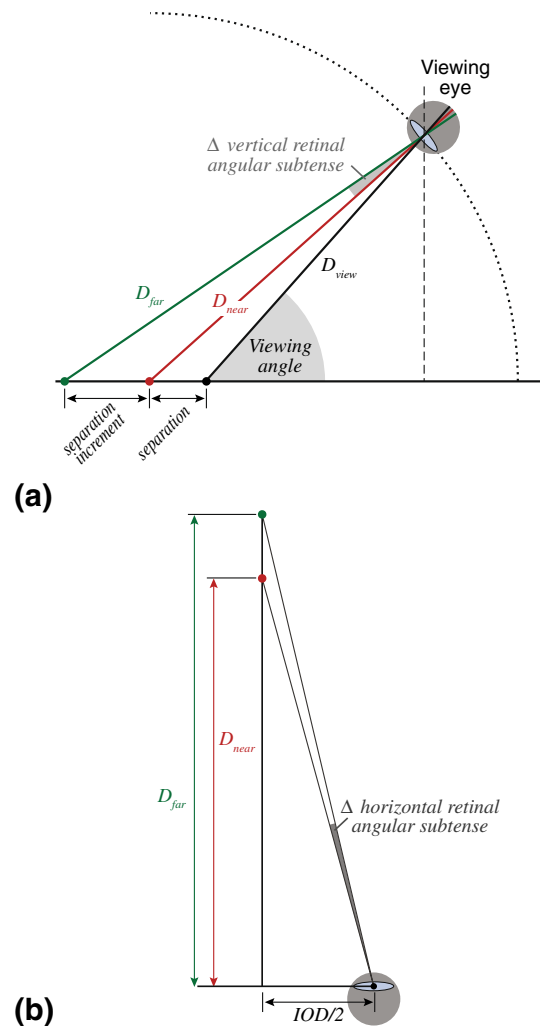 Viewing
eye
Δ vertical retinal
angular subtense
D_far
D_near
D_view
Viewing
angle
separation
increment
separation
(a)
D_near
D_far
Δ horizontal retinal
angular subtense
IOD/2
(b)